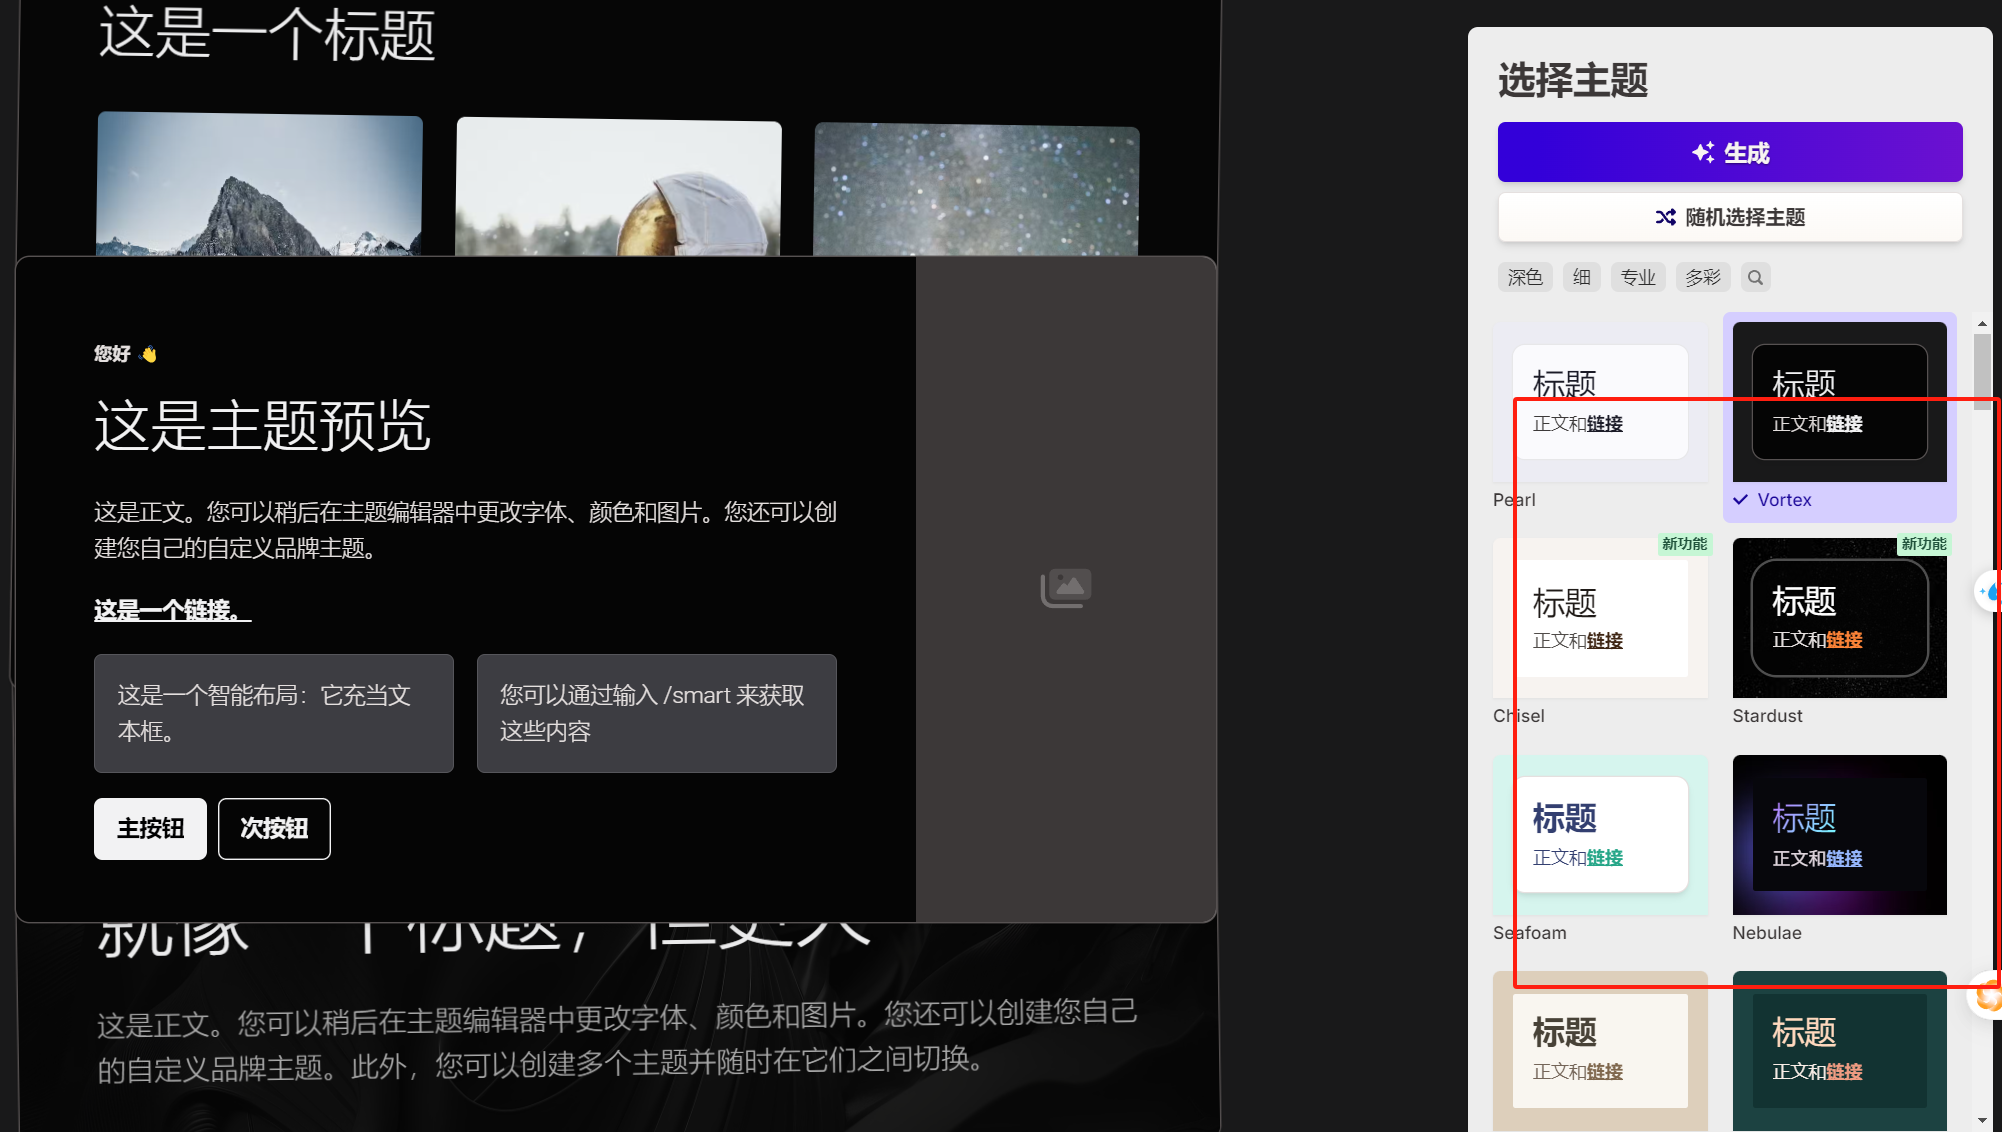 这是一个标题
您好 👋
这是主题预览
这是正文。您可以稍后在主题编辑器中更改字体、颜色和图片。您还可以创
建您自己的自定义品牌主题。
这是一个链接。
这是一个智能布局：它充当文
本框。
您可以通过输入 /smart 来获取
这些内容
主按钮
次按钮
就像一个标题，但更大
这是正文。您可以稍后在主题编辑器中更改字体、颜色和图片。您还可以创建您自己
的自定义品牌主题。此外，您可以创建多个主题并随时在它们之间切换。
选择主题
生成
随机选择主题
深色 细 专业 多彩
标题
正文和链接
Pearl
标题
正文和链接
Vortex
新功能
标题
正文和链接
Chisel
新功能
标题
正文和链接
Stardust
标题
正文和链接
Seafoam
标题
正文和链接
Nebulae
标题
正文和链接
标题
正文和链接